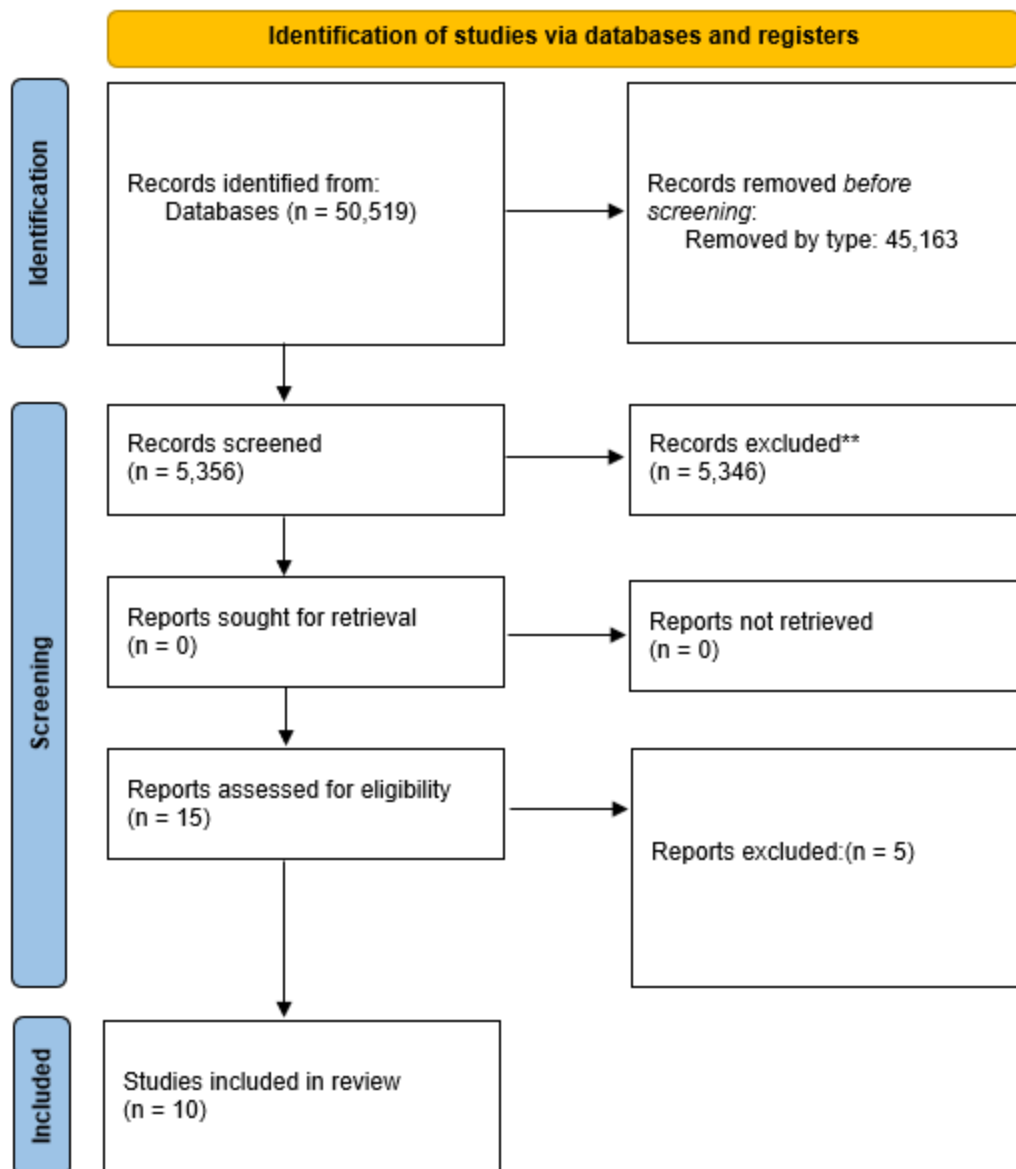 Identification of studies via databases and registers
Identification
Records identified from:
Databases (n = 50,519)
Records removed before
screening:
Removed by type: 45,163
Screening
Records screened
(n = 5,356)
Records excluded**
(n = 5,346)
Reports sought for retrieval
(n = 0)
Reports not retrieved
(n = 0)
Reports assessed for eligibility
(n = 15)
Reports excluded:(n = 5)
Included
Studies included in review
(n = 10)